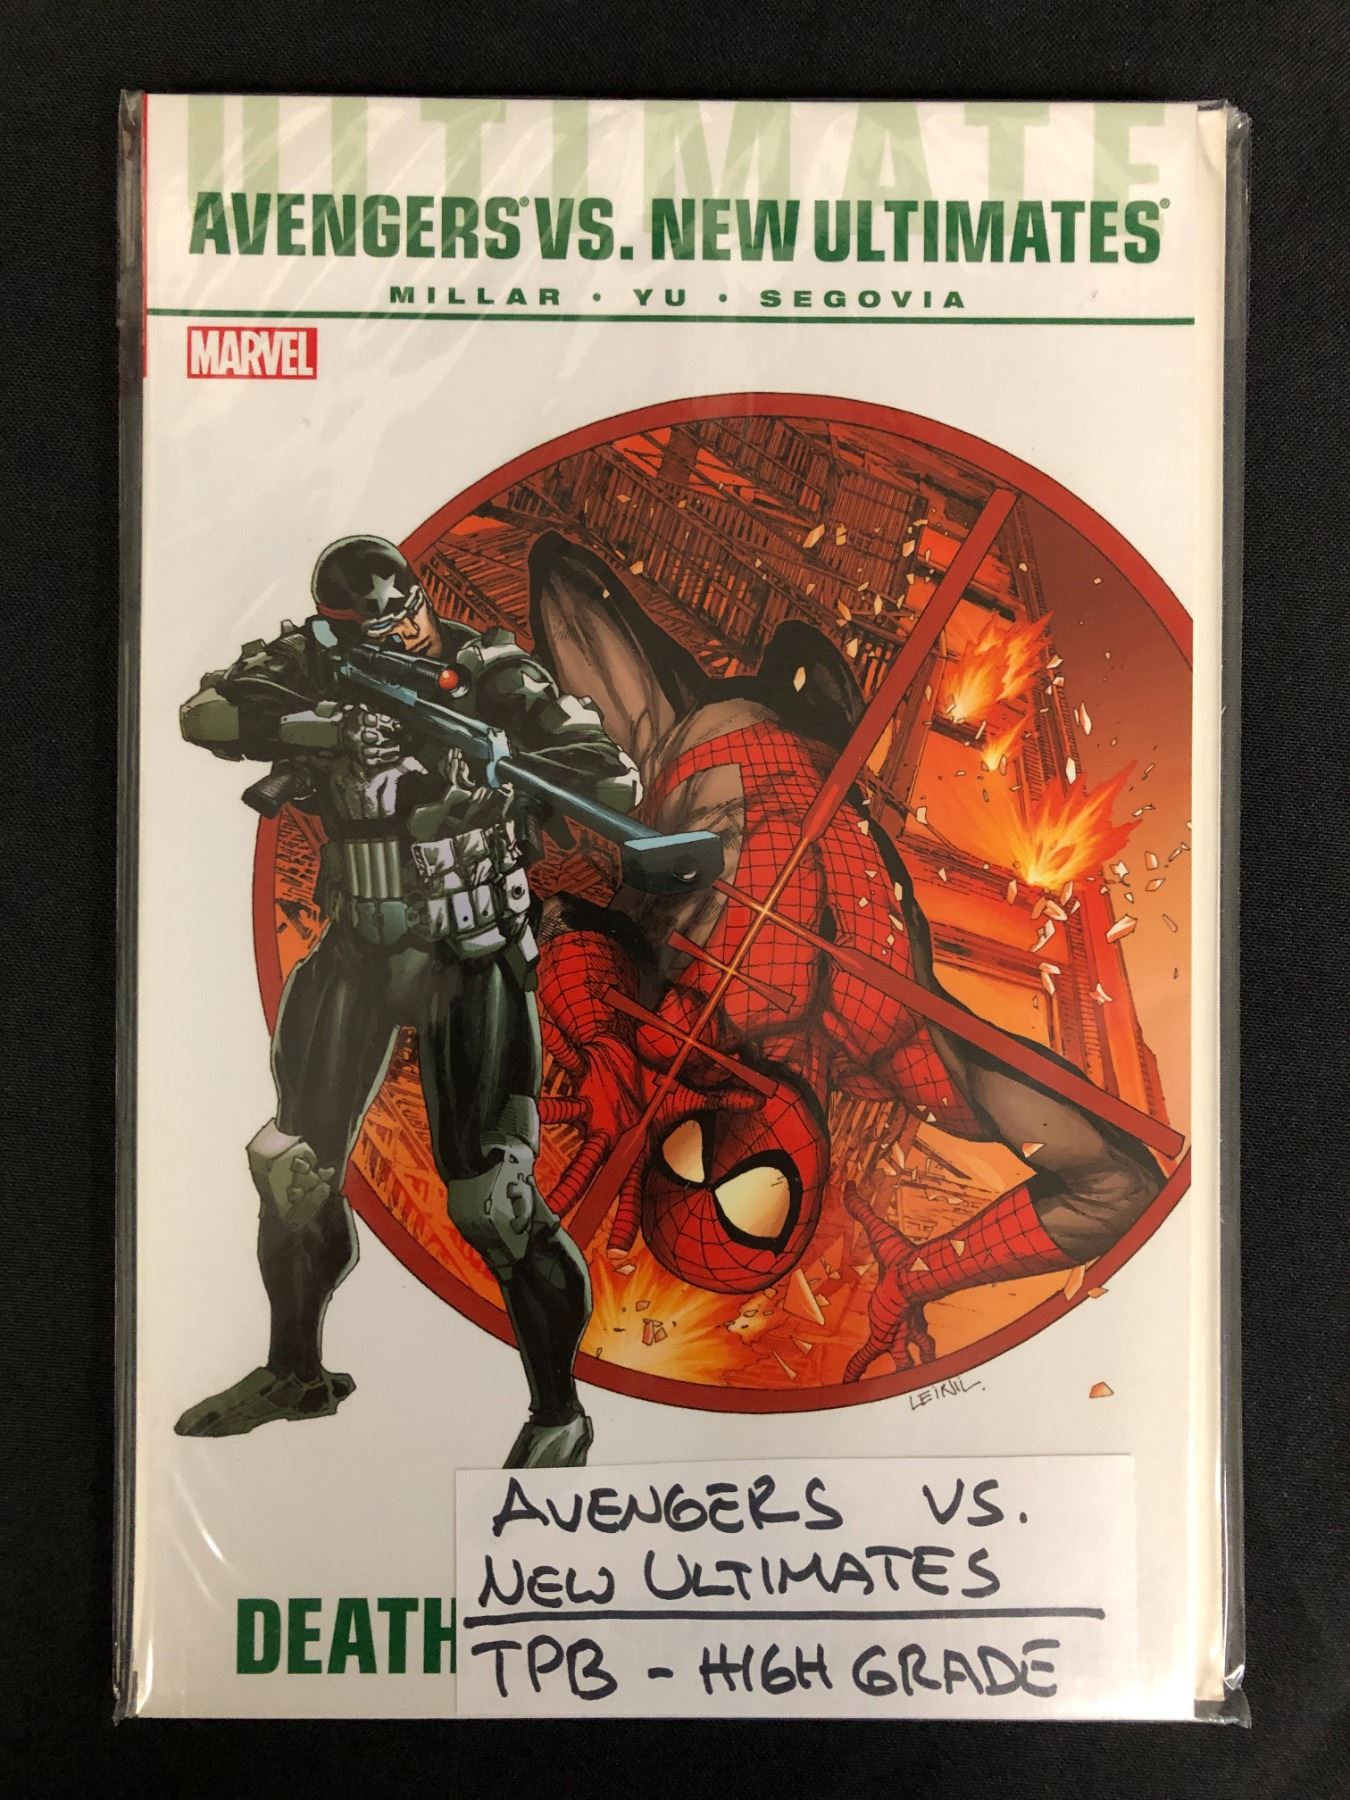 ULTIMATE
AVENGERS® VS. NEW ULTIMATES®
MILLAR • YU • SEGOVIA
MARVEL
LEINIL.
AVENGERS VS.
NEW ULTIMATES
DEATH
TPB - HIGH GRADE